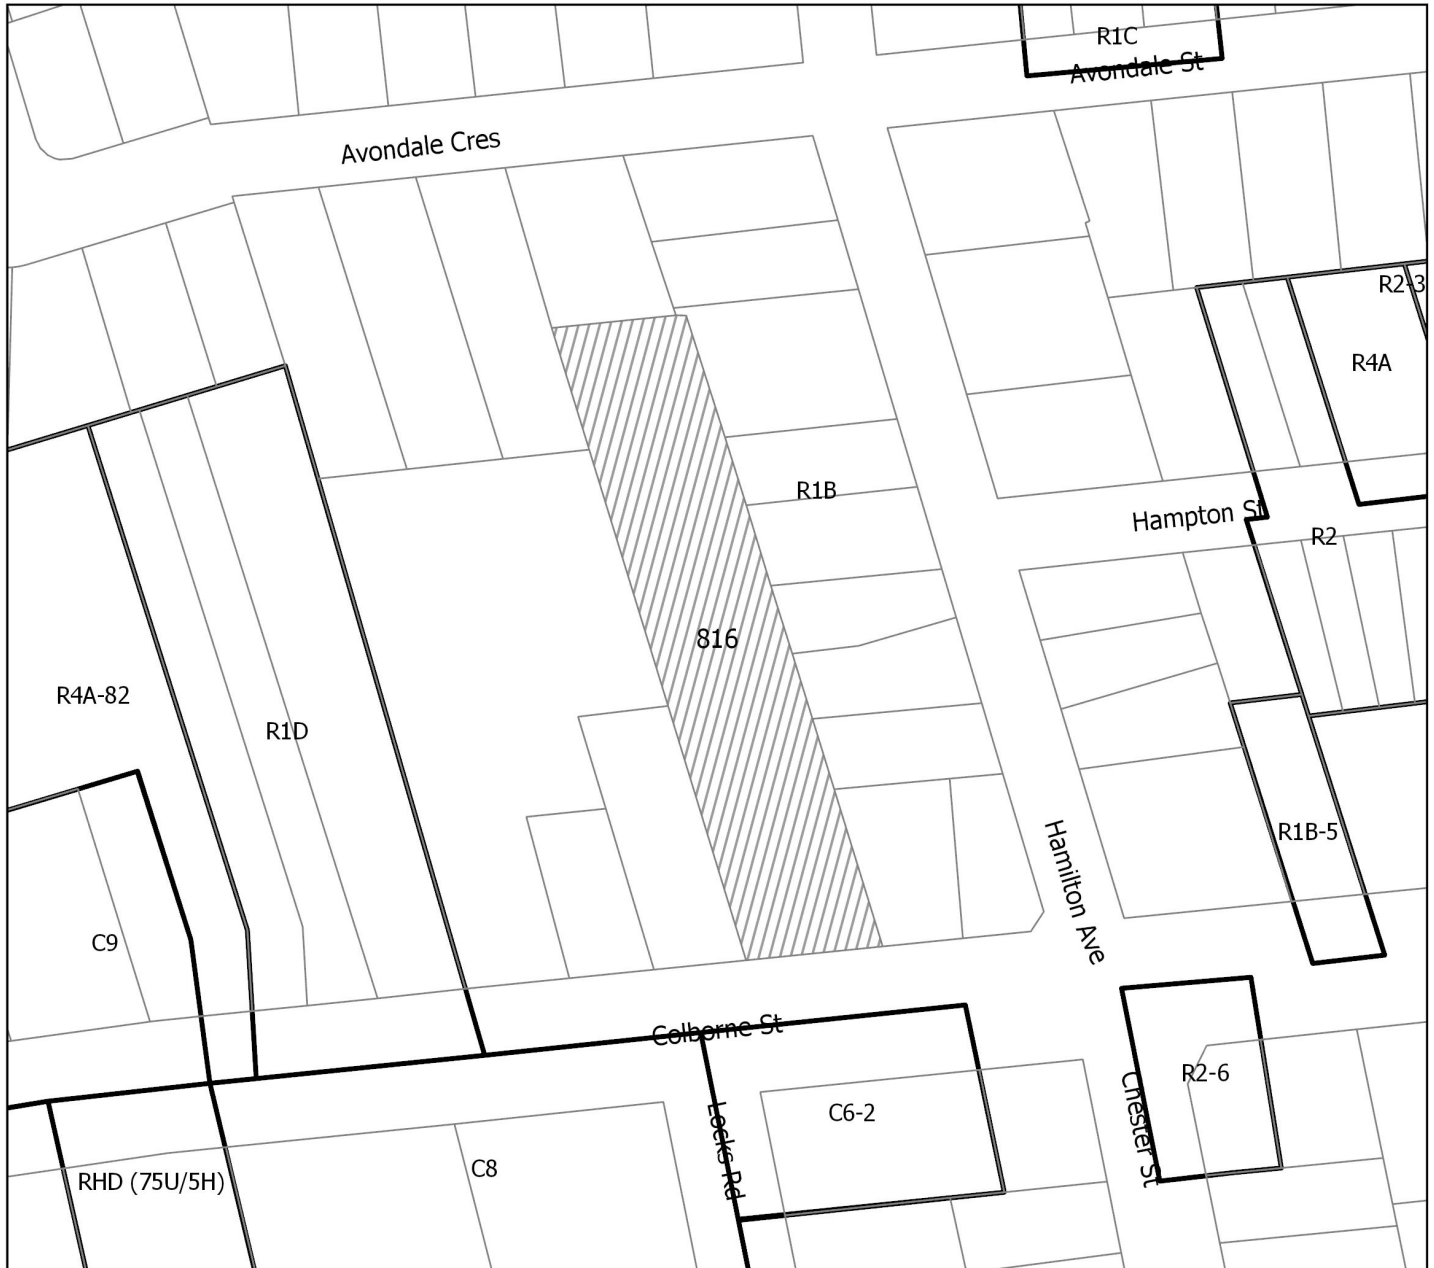 R1C
Avondale St
Avondale Cres
R2-3
R4A
R1B
Hampton St
R2
816
R4A-82
R1D
R1B-5
Hamilton Ave
C9
Colborne St
R2-6
Chester St
C6-2
Locks Rd
C8
RHD (75U/5H)